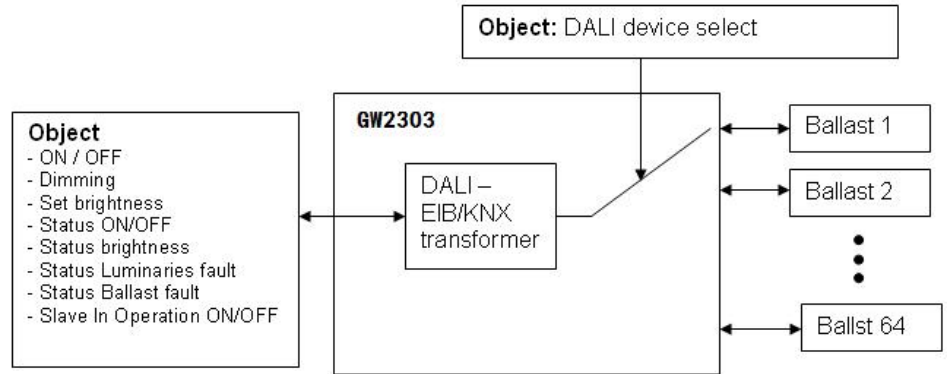 Object: DALI device select
GW2303
Object
- ON / OFF
- Dimming
- Set brightness
- Status ON/OFF
- Status brightness
- Status Luminaries fault
- Status Ballast fault
- Slave In Operation ON/OFF
DALI –
EIB/KNX
transformer
Ballast 1
Ballast 2
Ballst 64